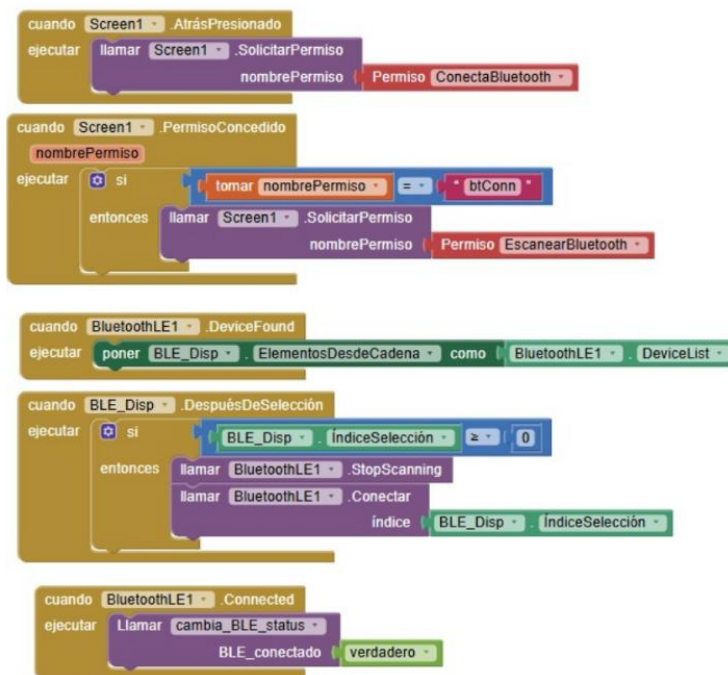 cuando Screen1 .AtrásPresionado
ejecutar llamar Screen1 .SolicitarPermiso
nombrePermiso Permiso ConectaBluetooth
cuando Screen1 .PermisoConcedido
nombrePermiso
ejecutar si tomar nombrePermiso = " btConn "
entonces llamar Screen1 .SolicitarPermiso
nombrePermiso Permiso EscanearBluetooth
cuando BluetoothLE1 .DeviceFound
ejecutar poner BLE_Disp . ElementosDesdeCadena como BluetoothLE1 . DeviceList
cuando BLE_Disp .DespuésDeSelección
ejecutar si BLE_Disp . ÍndiceSelección ≥ 0
entonces llamar BluetoothLE1 .StopScanning
llamar BluetoothLE1 .Conectar
índice BLE_Disp . ÍndiceSelección
cuando BluetoothLE1 .Connected
ejecutar Llamar cambia_BLE_status
BLE_conectado verdadero